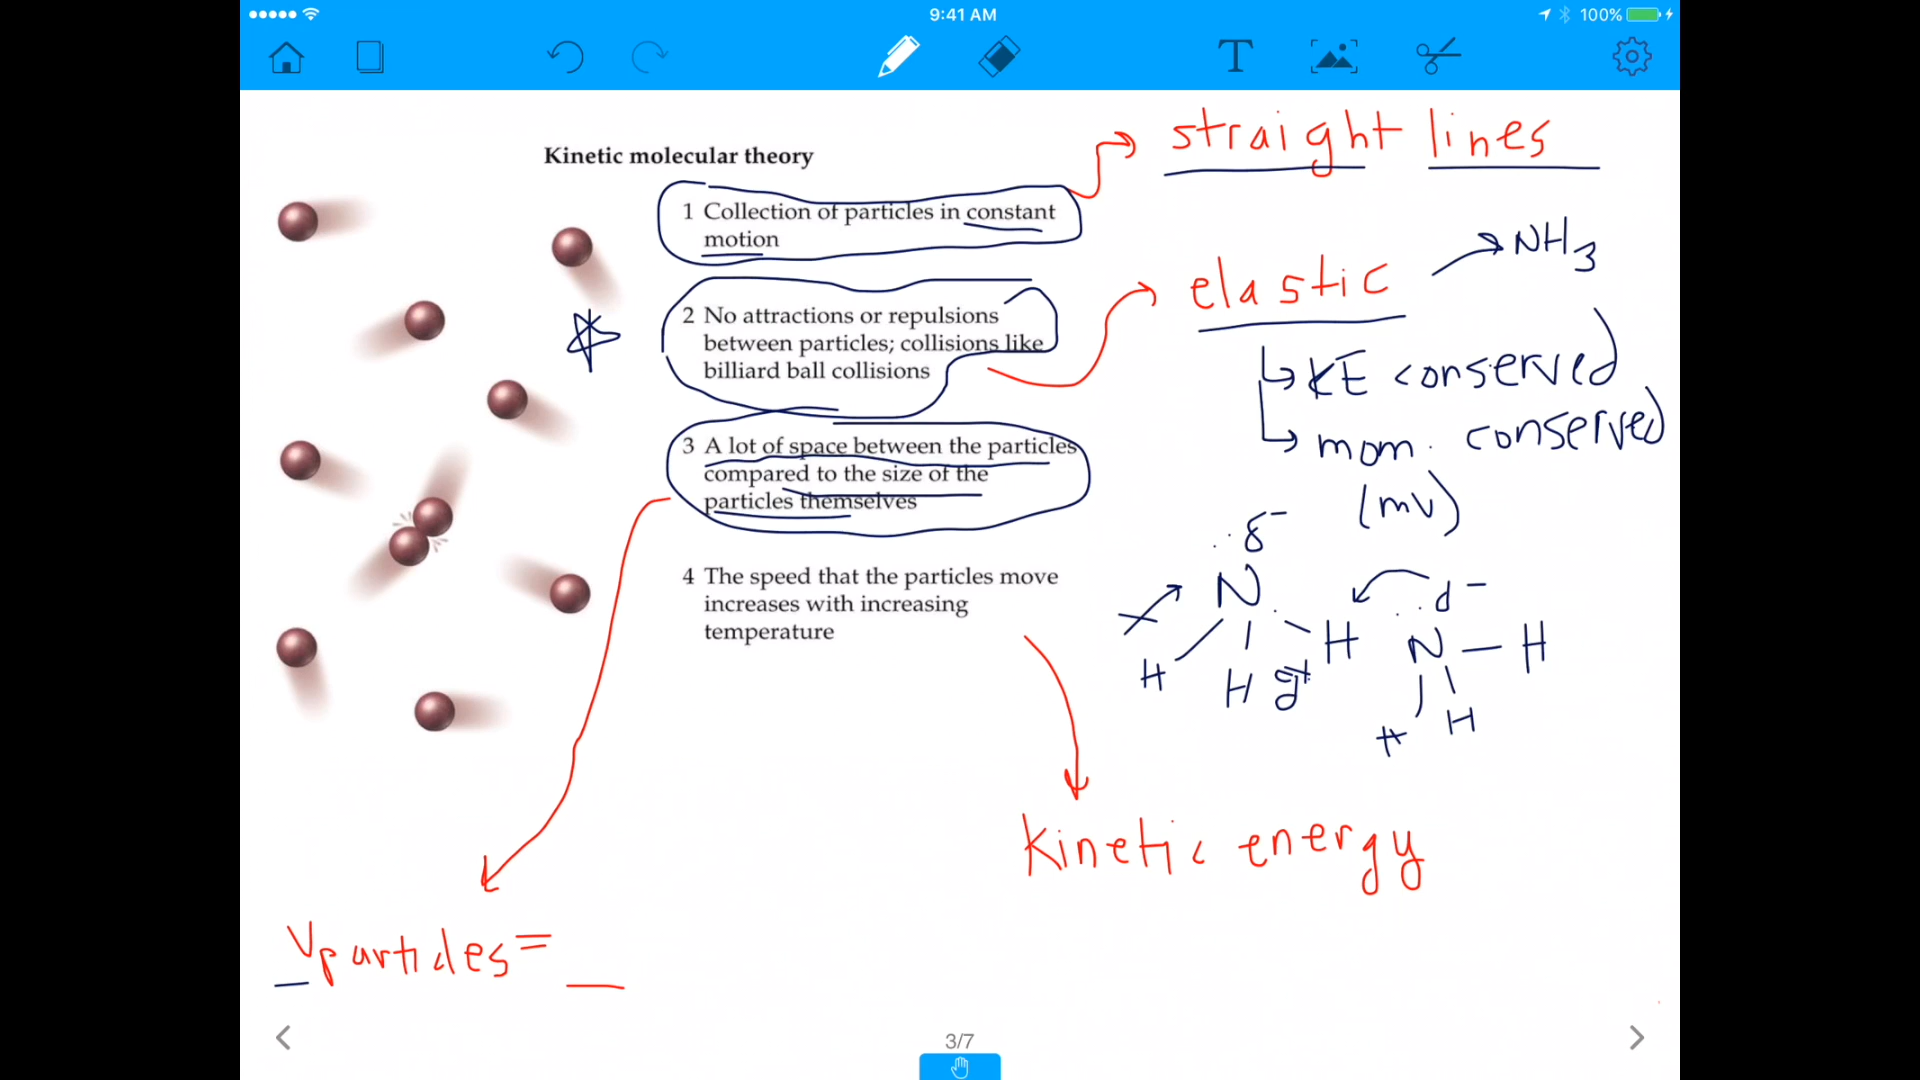 9:41 AM
100%
T
Kinetic molecular theory
straight lines
1 Collection of particles in constant
motion
NH3
elastic
2 No attractions or repulsions
between particles; collisions like
billiard ball collisions
KE conserved
mom. conserved
(mv)
3 A lot of space between the particles
compared to the size of the
particles themselves
δ-
N
H
H
H
δ-
N
H
H
H
4 The speed that the particles move
increases with increasing
temperature
Kinetic energy
Vparticles =
3/7